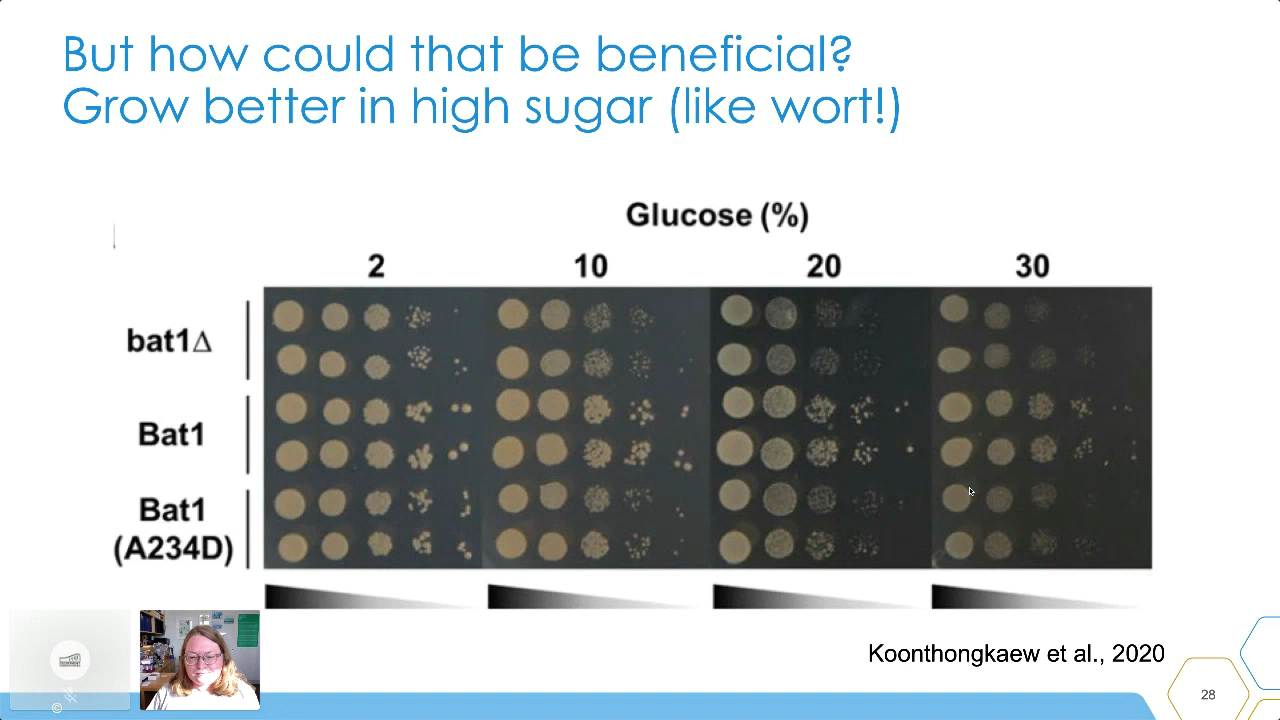 But how could that be beneficial?
Grow better in high sugar (like wort!)
Glucose (%)
2 10 20 30
bat1Δ
Bat1
Bat1
(A234D)
Koonthongkaew et al., 2020
28
©